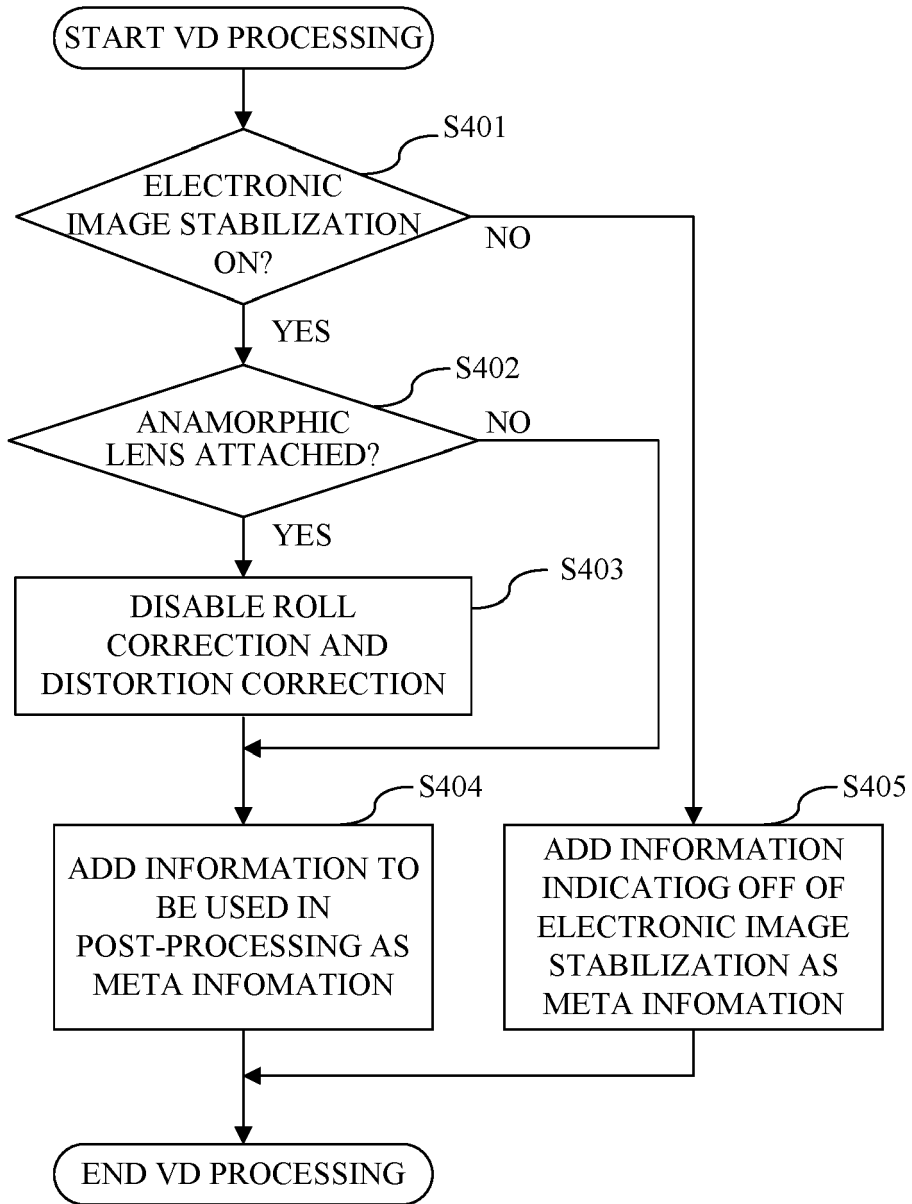 START VD PROCESSING
S401
ELECTRONIC
IMAGE STABILIZATION
ON?
NO
YES
S402
ANAMORPHIC
LENS ATTACHED?
NO
YES
S403
DISABLE ROLL
CORRECTION AND
DISTORTION CORRECTION
S404
ADD INFORMATION TO
BE USED IN
POST-PROCESSING AS
META INFOMATION
S405
ADD INFORMATION
INDICATIOG OFF OF
ELECTRONIC IMAGE
STABILIZATION AS
META INFOMATION
END VD PROCESSING